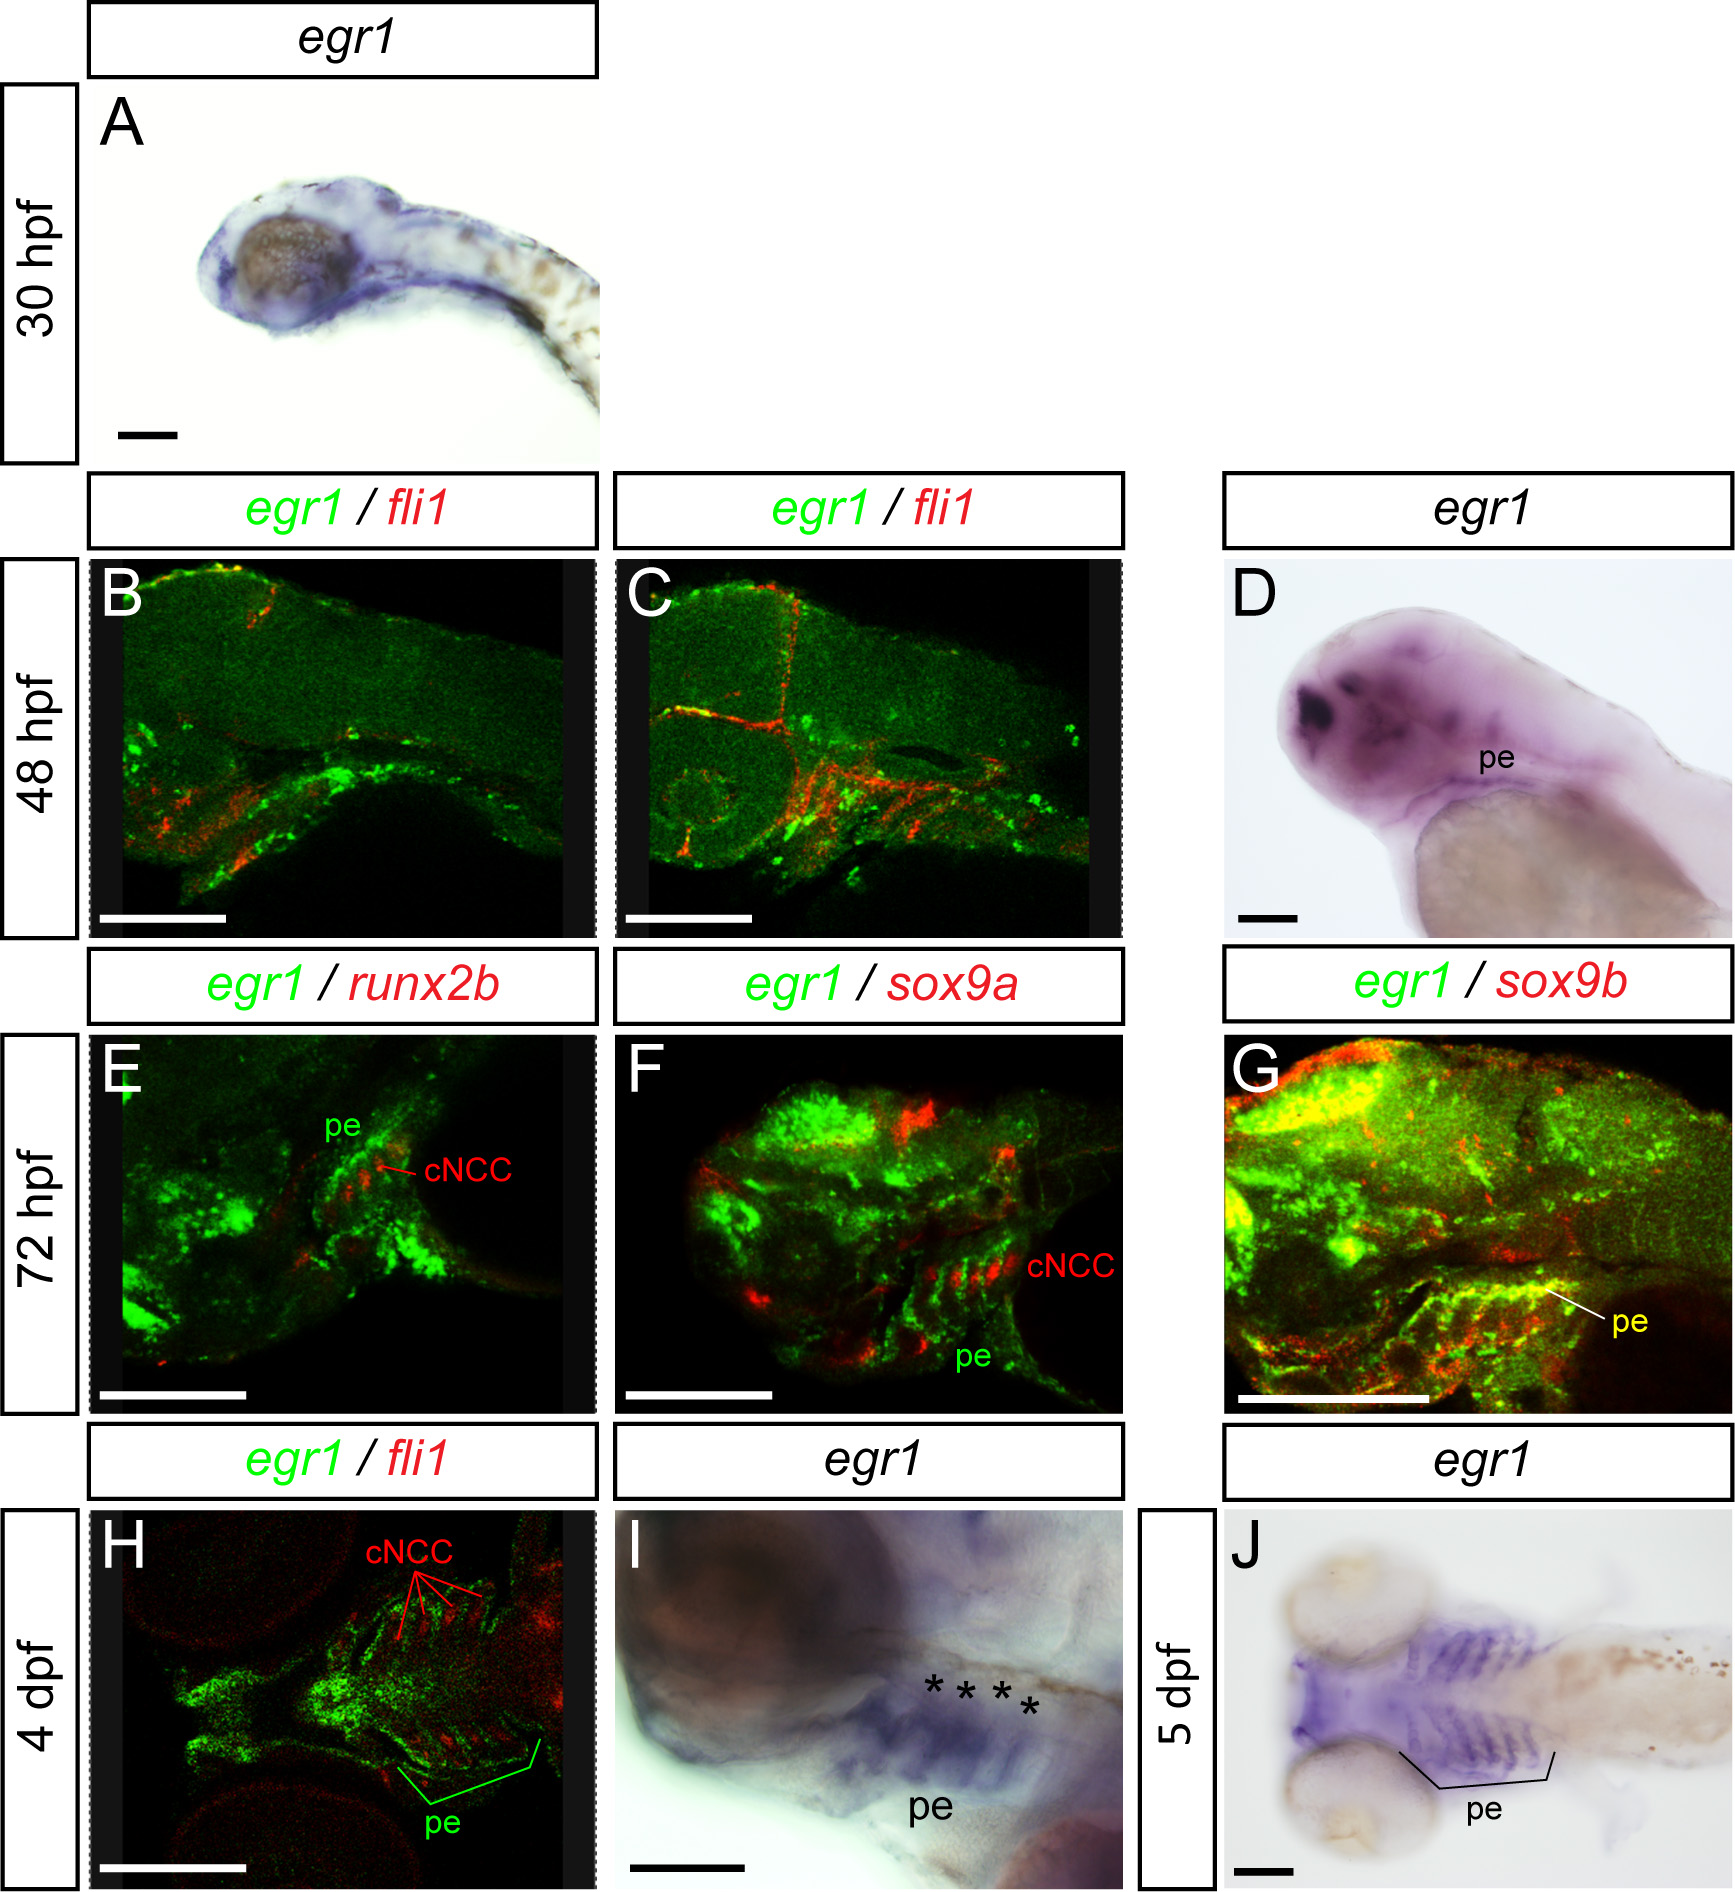 egr1
30 hpf
A
egr1 / fli1
egr1 / fli1
egr1
48 hpf
B
C
D
pe
egr1 / runx2b
egr1 / sox9a
egr1 / sox9b
72 hpf
E
pe
cNCC
F
cNCC
pe
G
pe
egr1 / fli1
egr1
egr1
4 dpf
H
cNCC
pe
I
* * * *
pe
5 dpf
J
pe